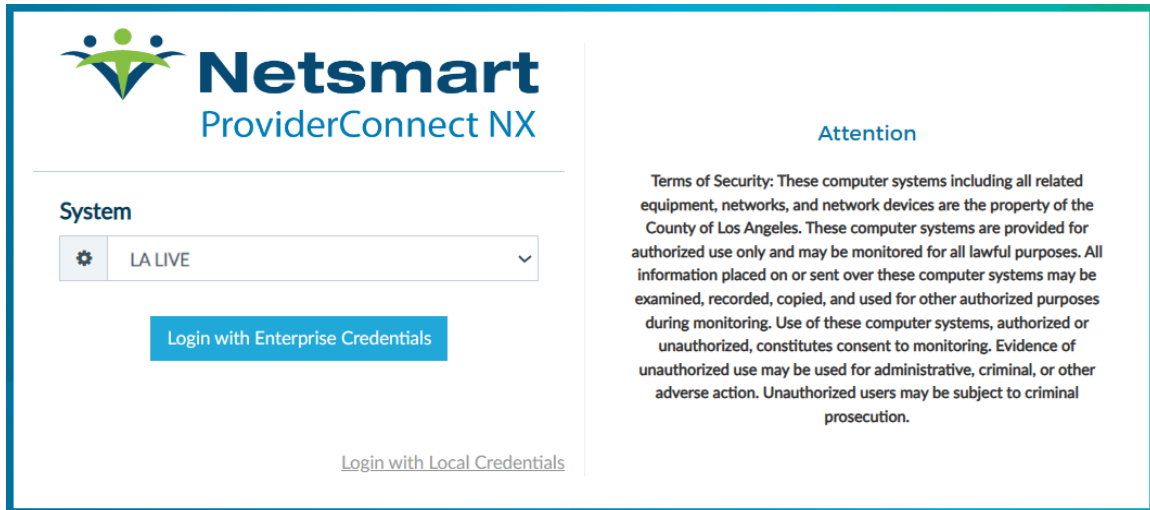 Netsmart
ProviderConnect NX
System
LA LIVE
Login with Enterprise Credentials
Login with Local Credentials
Attention
Terms of Security: These computer systems including all related
equipment, networks, and network devices are the property of the
County of Los Angeles. These computer systems are provided for
authorized use only and may be monitored for all lawful purposes. All
information placed on or sent over these computer systems may be
examined, recorded, copied, and used for other authorized purposes
during monitoring. Use of these computer systems, authorized or
unauthorized, constitutes consent to monitoring. Evidence of
unauthorized use may be used for administrative, criminal, or other
adverse action. Unauthorized users may be subject to criminal
prosecution.